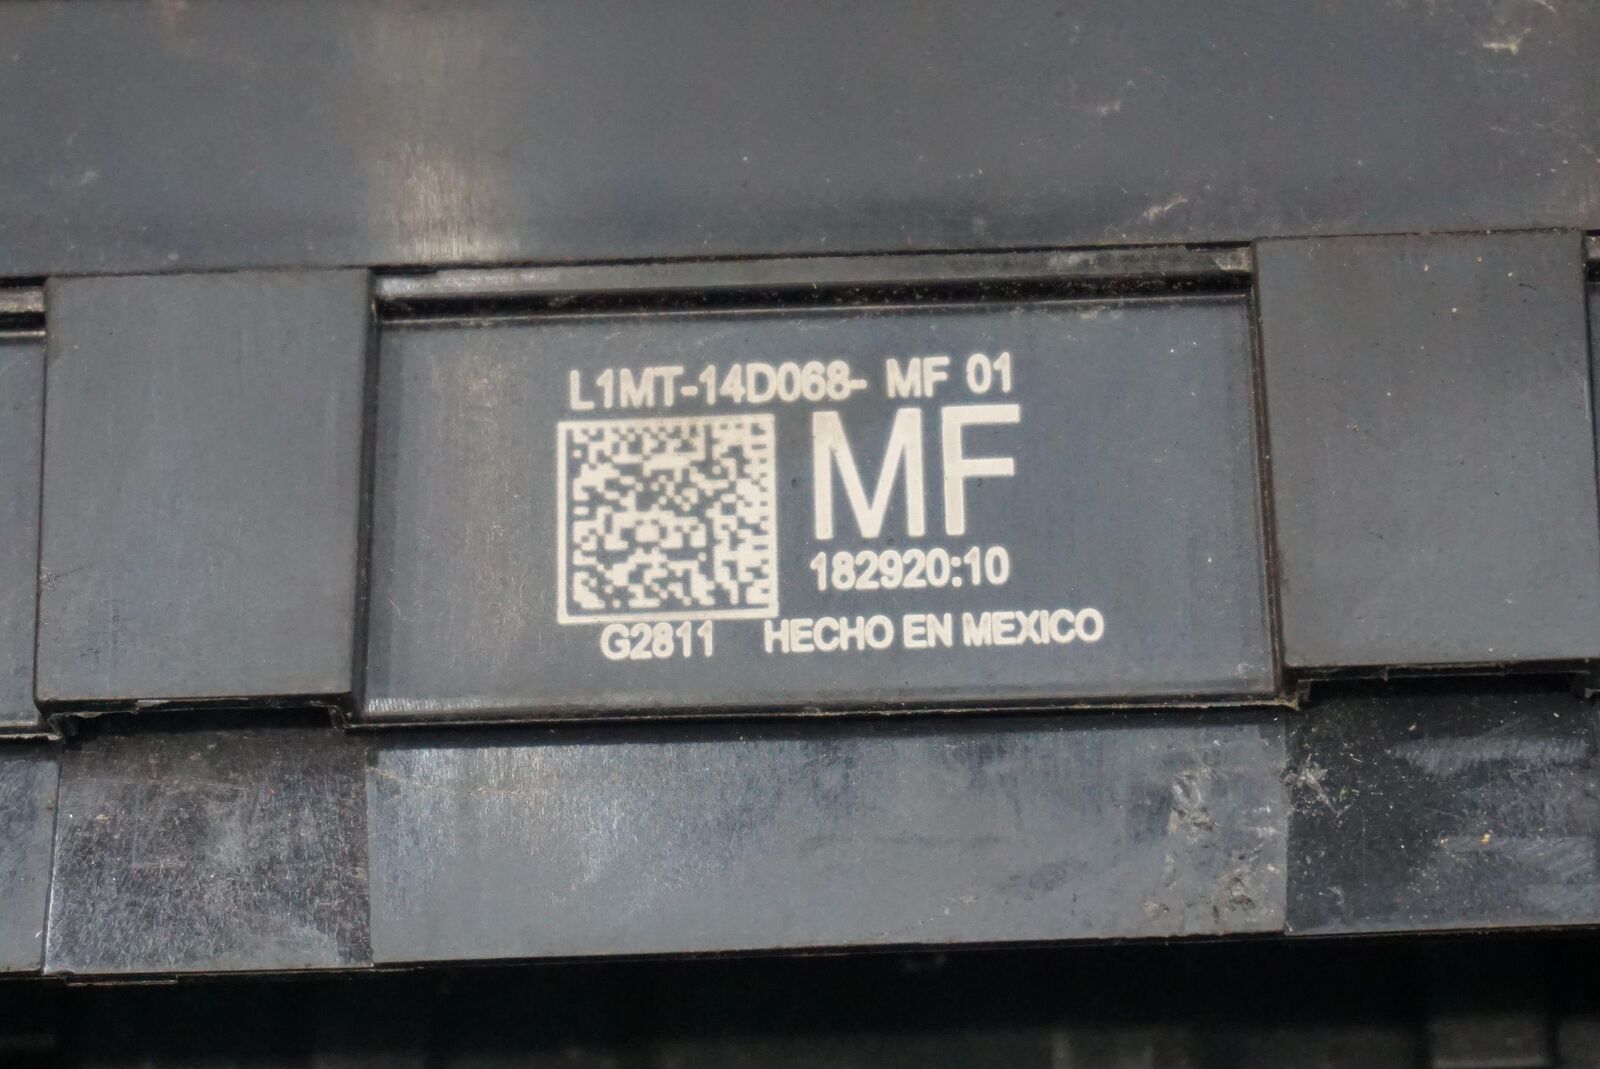 L1MT-14D068- MF 01
MF
182920:10
G2811 HECHO EN MEXICO